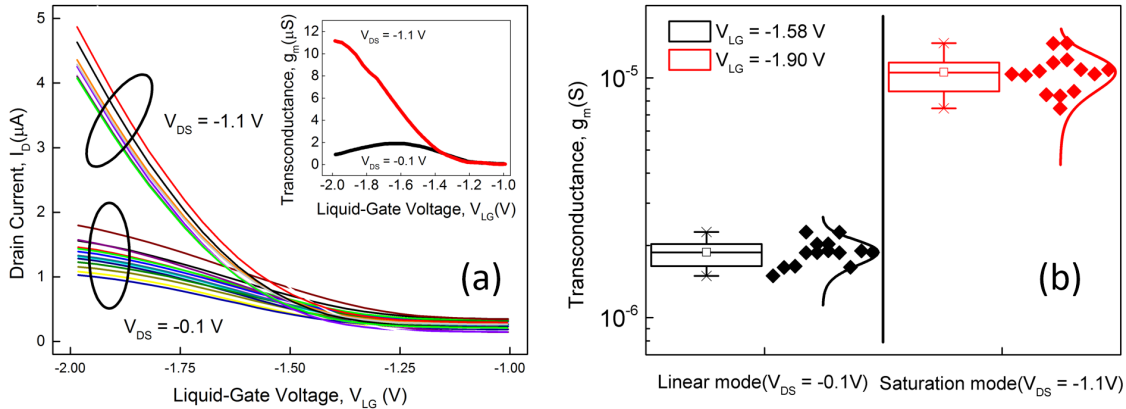 Drain Current, I_D(μA)
5
4
3
2
1
0
-2.00
-1.75
-1.50
-1.25
-1.00
Liquid-Gate Voltage, V_LG (V)
V_DS = -1.1 V
V_DS = -0.1 V
(a)
Transconductance, g_m(μS)
12
10
8
6
4
2
0
-2.0
-1.8
-1.6
-1.4
-1.2
-1.0
Liquid-Gate Voltage, V_LG(V)
V_DS = -1.1 V
V_DS = -0.1 V
Transconductance, g_m(S)
10^-5
10^-6
V_LG = -1.58 V
V_LG = -1.90 V
(b)
Linear mode(V_DS = -0.1V)
Saturation mode(V_DS = -1.1V)